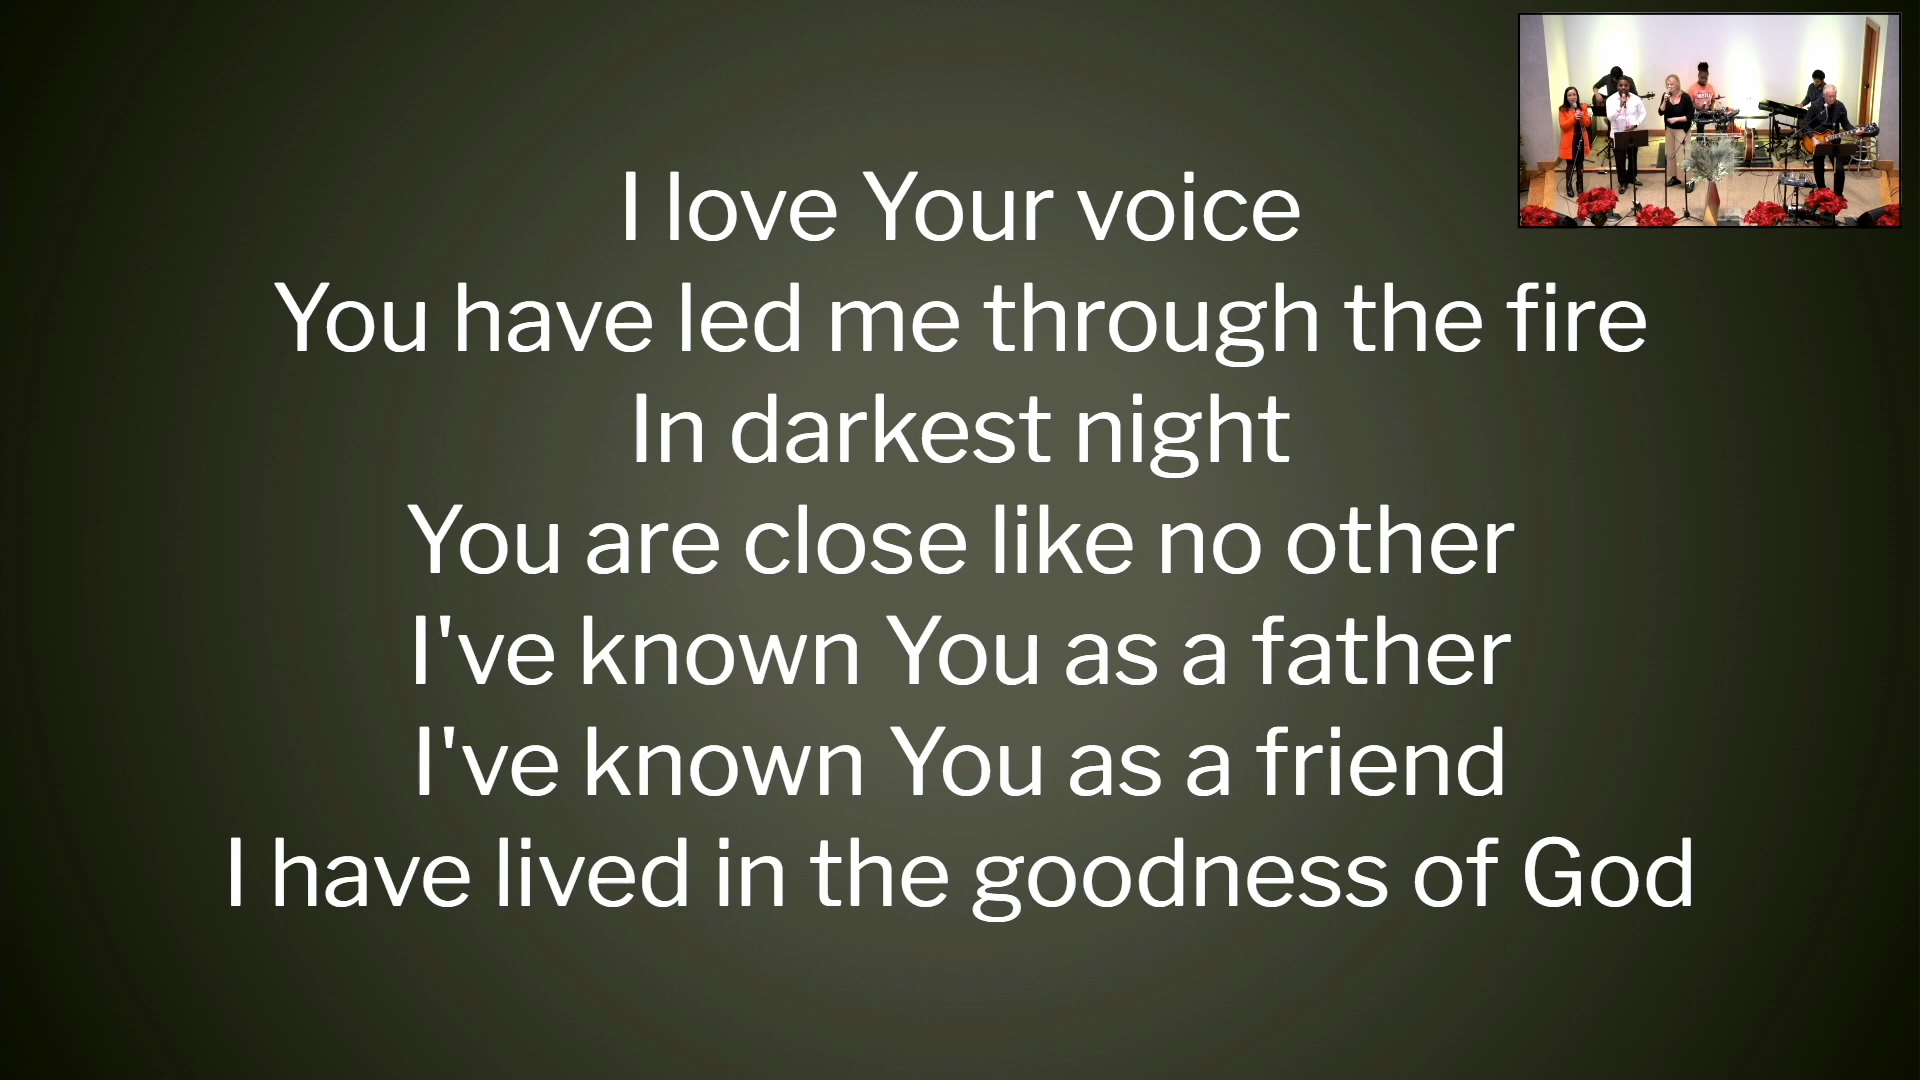 I love Your voice
You have led me through the fire
In darkest night
You are close like no other
I've known You as a father
I've known You as a friend
I have lived in the goodness of God